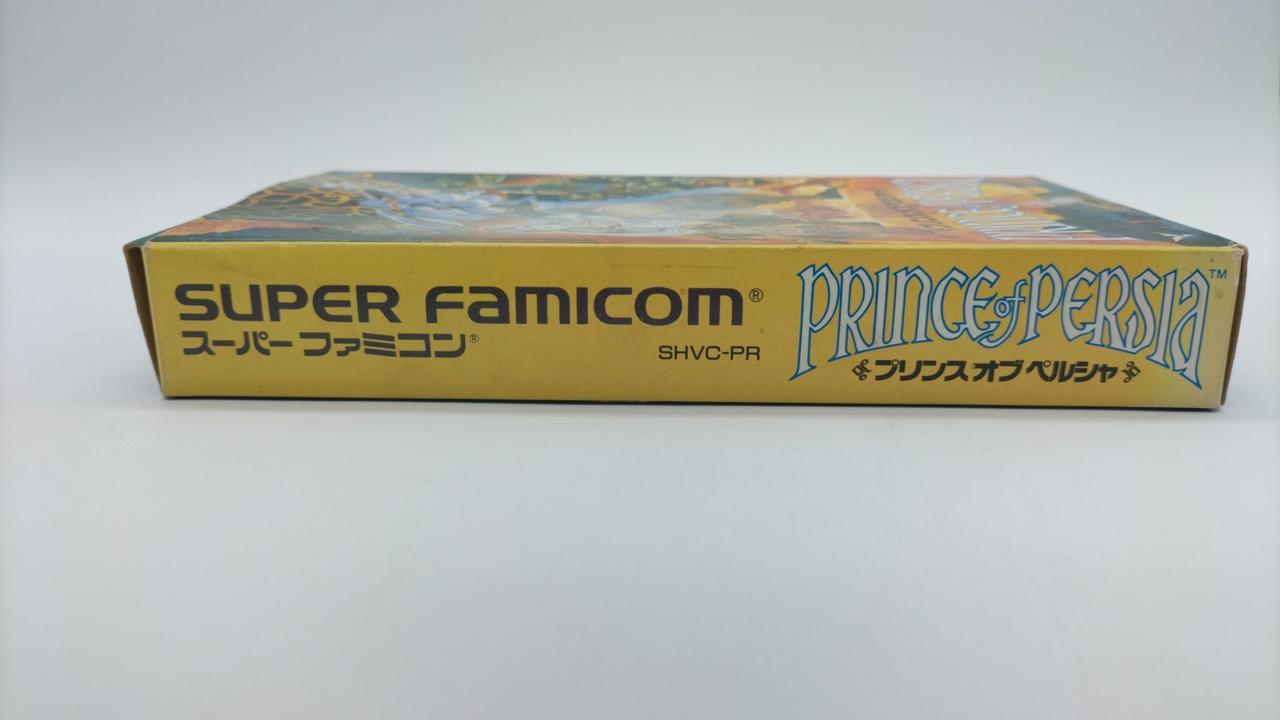 SUPER FAMICOM®
スーパーファミコン®
SHVC-PR
PRINCE of PERSIA™
プリンス オブ ペルシャ